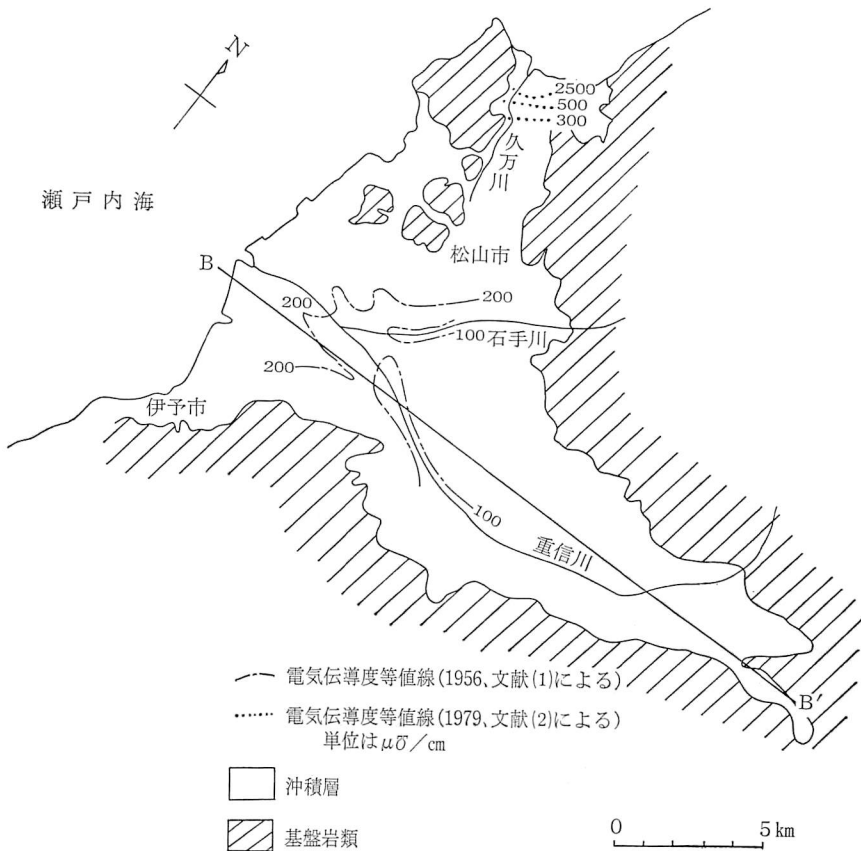 N
2500
500
300
久万川
瀬戸内海
松山市
B
200
200
100
石手川
200
伊予市
100
重信川
B′
電気伝導度等値線(1956、文献(1)による)
電気伝導度等値線(1979、文献(2)による)
単位はμ℧/cm
沖積層
基盤岩類
0 5km